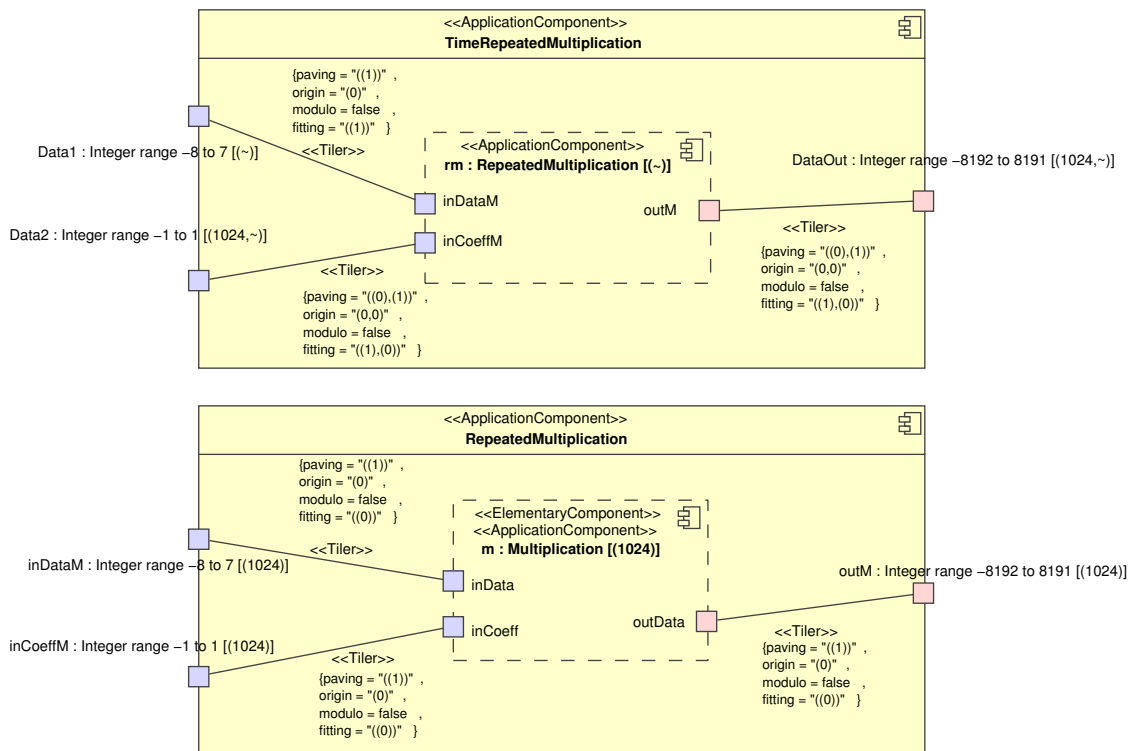 <<ApplicationComponent>>
TimeRepeatedMultiplication
{paving = "((1))"  ,
origin = "(0)"  ,
modulo = false  ,
fitting = "((1))"  }
<<Tiler>>
Data1 : Integer range −8 to 7 [(~)]
<<ApplicationComponent>>
rm : RepeatedMultiplication [(~)]
DataOut : Integer range −8192 to 8191 [(1024,~)]
inDataM
outM
Data2 : Integer range −1 to 1 [(1024,~)]
inCoeffM
<<Tiler>>
{paving = "((0),(1))"  ,
origin = "(0,0)"  ,
modulo = false  ,
fitting = "((1),(0))"  }
<<Tiler>>
{paving = "((0),(1))"  ,
origin = "(0,0)"  ,
modulo = false  ,
fitting = "((1),(0))"  }
<<ApplicationComponent>>
RepeatedMultiplication
{paving = "((1))"  ,
origin = "(0)"  ,
modulo = false  ,
fitting = "((0))"  }
<<Tiler>>
<<ElementaryComponent>>
<<ApplicationComponent>>
m : Multiplication [(1024)]
inDataM : Integer range −8 to 7 [(1024)]
inData
outM : Integer range −8192 to 8191 [(1024)]
inCoeff
outData
inCoeffM : Integer range −1 to 1 [(1024)]
<<Tiler>>
{paving = "((1))"  ,
origin = "(0)"  ,
modulo = false  ,
fitting = "((0))"  }
<<Tiler>>
{paving = "((1))"  ,
origin = "(0)"  ,
modulo = false  ,
fitting = "((0))"  }